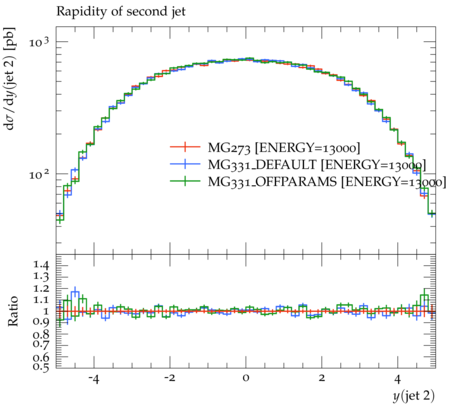 Rapidity of second jet
dσ/dy(jet 2) [pb]
10³
MG273 [ENERGY=13000]
MG331_DEFAULT [ENERGY=13000]
MG331_OFFPARAMS [ENERGY=13000]
10²
Ratio
1.4
1.3
1.2
1.1
1
0.9
0.8
0.7
0.6
0.5
-4 -2 0 2 4
y(jet 2)